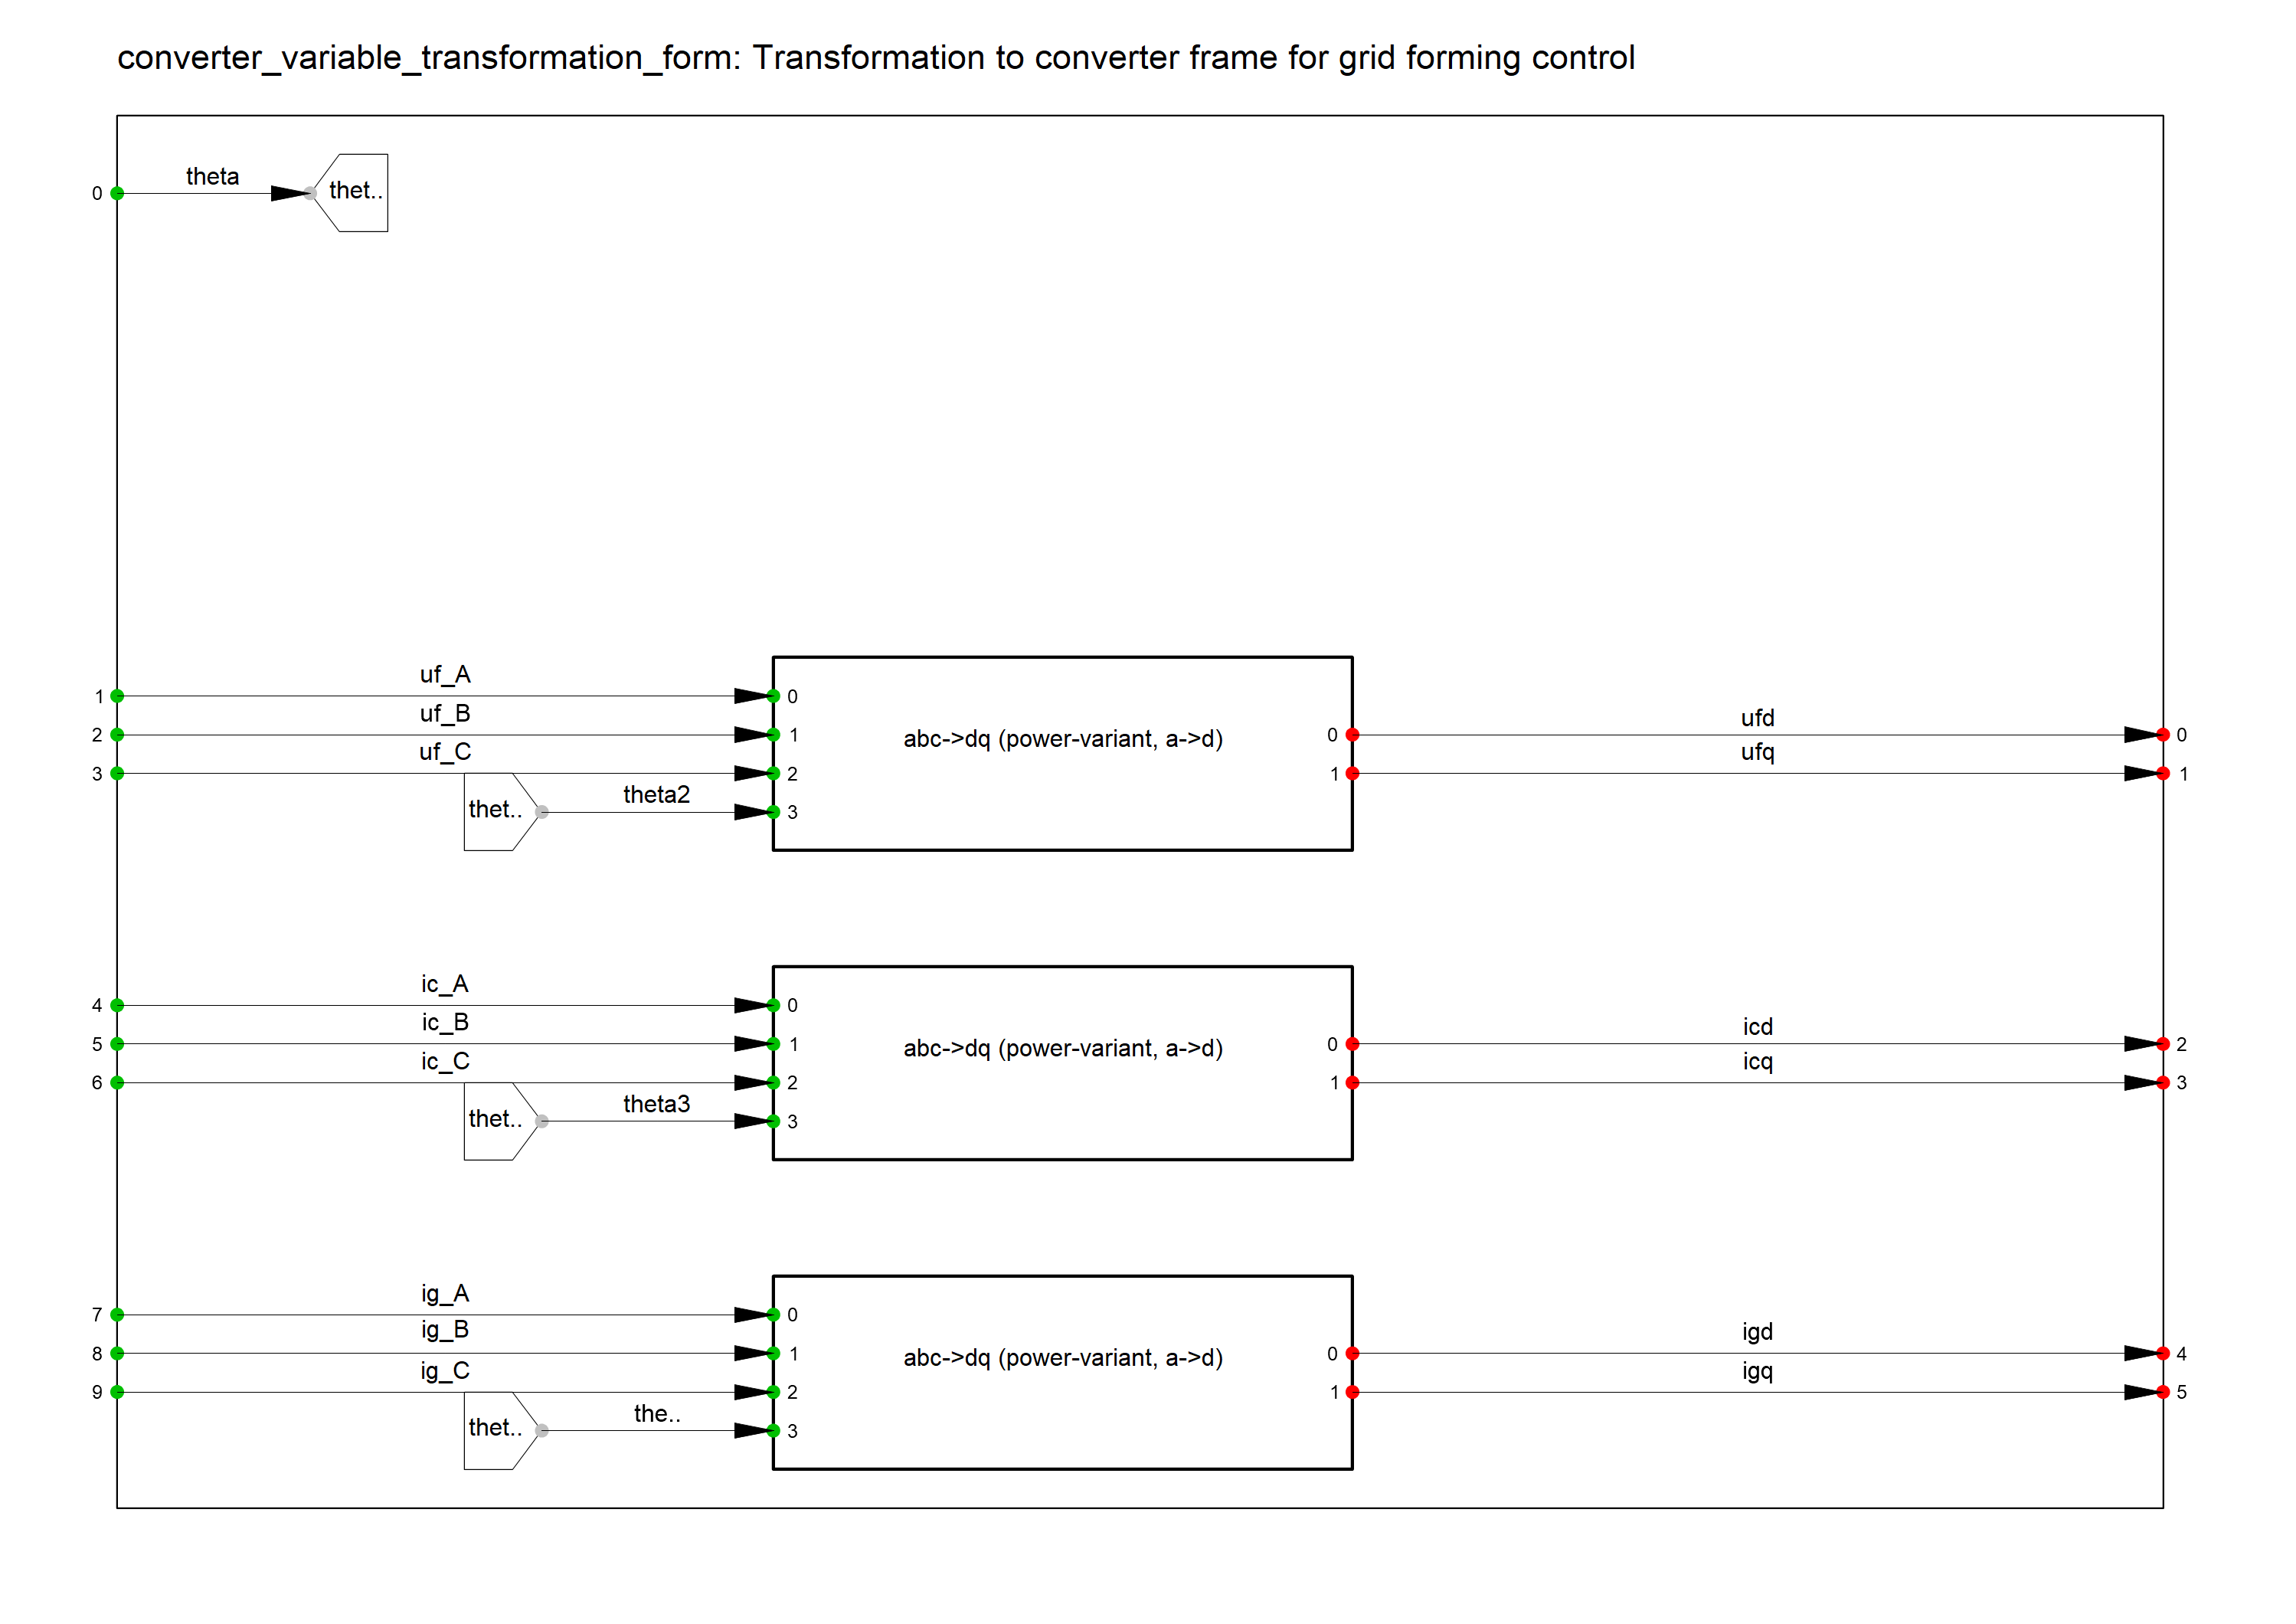 converter_variable_transformation_form: Transformation to converter frame for grid forming control
theta
0
thet..
uf_A
1
0
uf_B
ufd
2
1
abc->dq (power-variant, a->d)
0
0
uf_C
ufq
3
2
1
1
thet..
theta2
3
ic_A
4
0
ic_B
icd
5
1
abc->dq (power-variant, a->d)
0
2
ic_C
icq
6
2
1
3
thet..
theta3
3
ig_A
7
0
ig_B
igd
8
1
abc->dq (power-variant, a->d)
0
4
ig_C
igq
9
2
1
5
thet..
the..
3